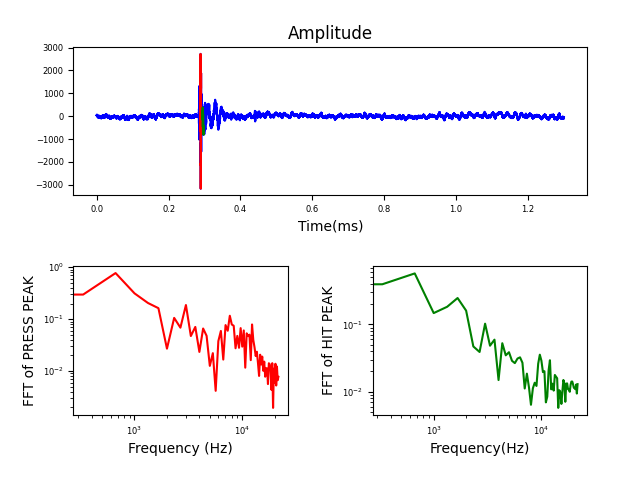 Amplitude
3000
2000
1000
0
−1000
−2000
−3000
0.0 0.2 0.4 0.6 0.8 1.0 1.2
Time(ms)
FFT of PRESS PEAK
10⁰
10⁻¹
10⁻²
10³ 10⁴
Frequency (Hz)
FFT of HIT PEAK
10⁻¹
10⁻²
10³ 10⁴
Frequency(Hz)